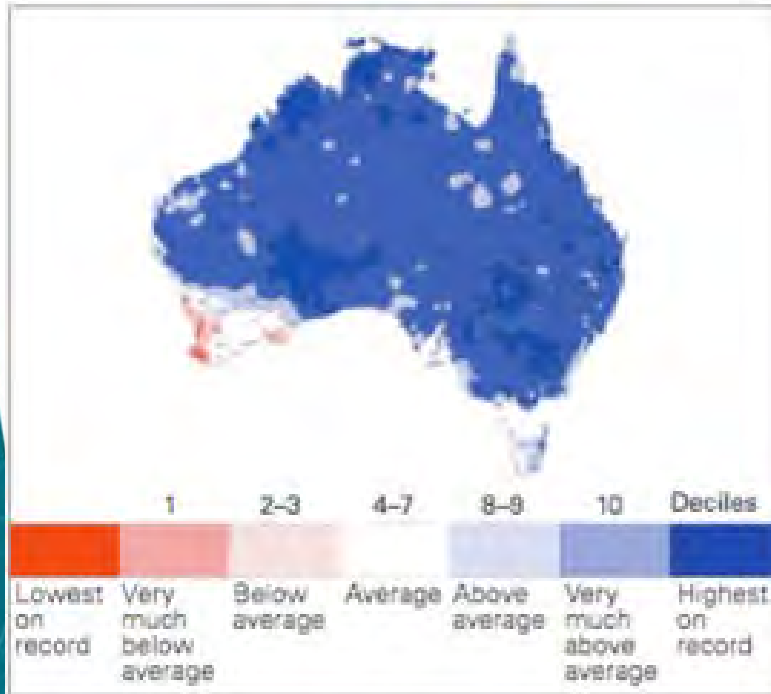 1 2–3 4–7 8–9 10 Deciles
Lowest on record
Very much below average
Below average
Average
Above average
Very much above average
Highest on record